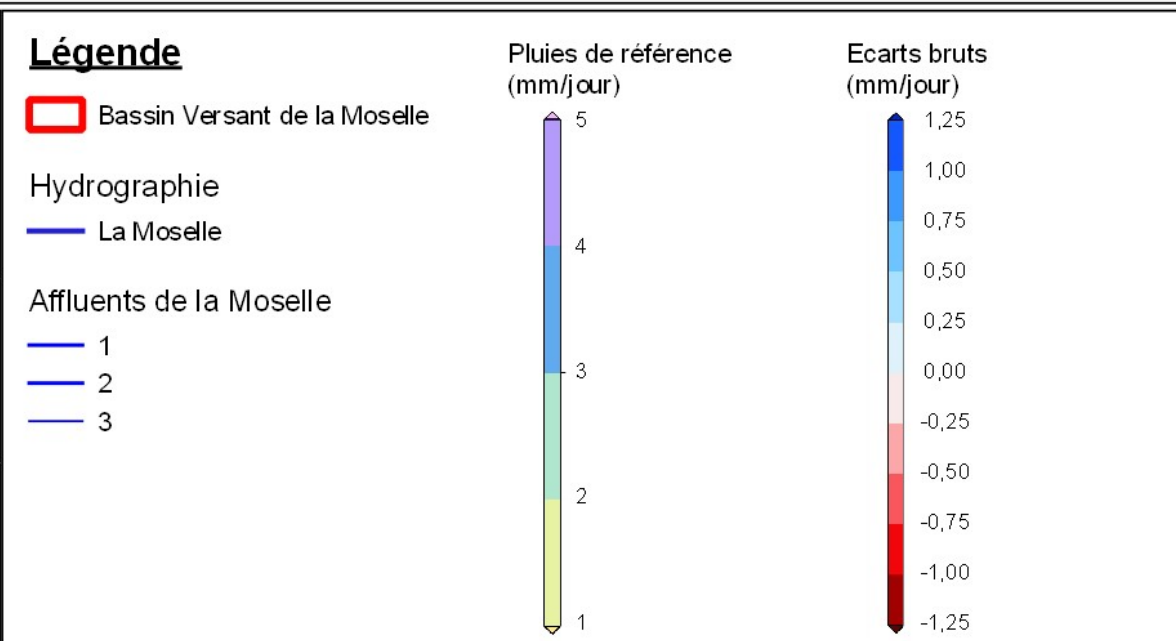 Légende
Bassin Versant de la Moselle
Hydrographie
La Moselle
Affluents de la Moselle
1
2
3
Pluies de référence
(mm/jour)
5
4
3
2
1
Ecarts bruts
(mm/jour)
1,25
1,00
0,75
0,50
0,25
0,00
-0,25
-0,50
-0,75
-1,00
-1,25